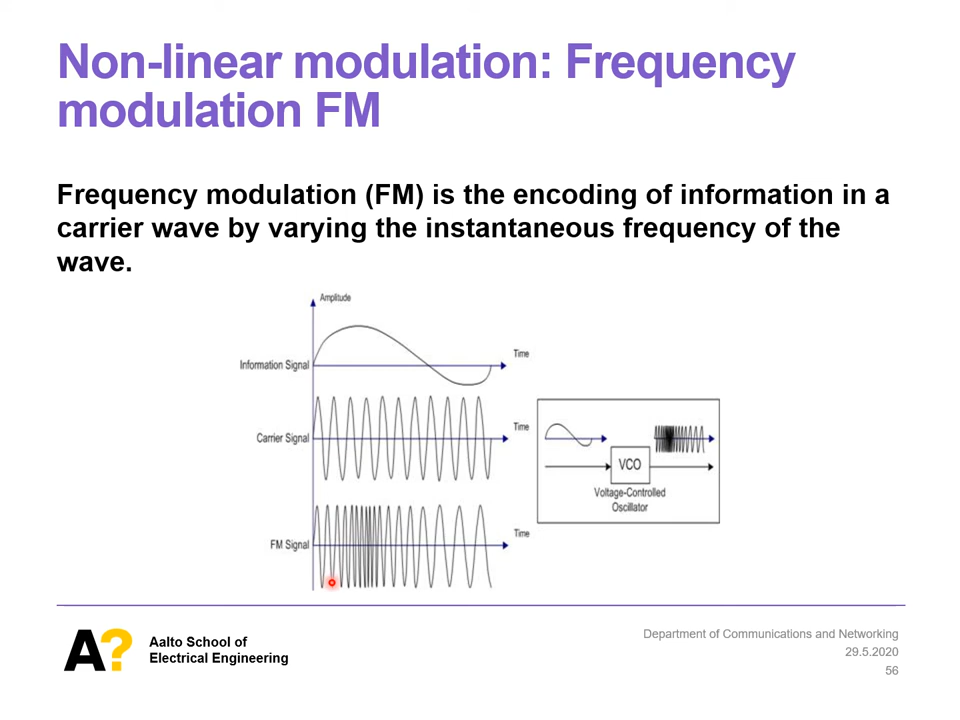 Non-linear modulation: Frequency
modulation FM
Frequency modulation (FM) is the encoding of information in a
carrier wave by varying the instantaneous frequency of the
wave.
Amplitude
Information Signal
Time
Carrier Signal
Time
FM Signal
Time
VCO
Voltage-Controlled
Oscillator
A?
Aalto School of
Electrical Engineering
Department of Communications and Networking
29.5.2020
56